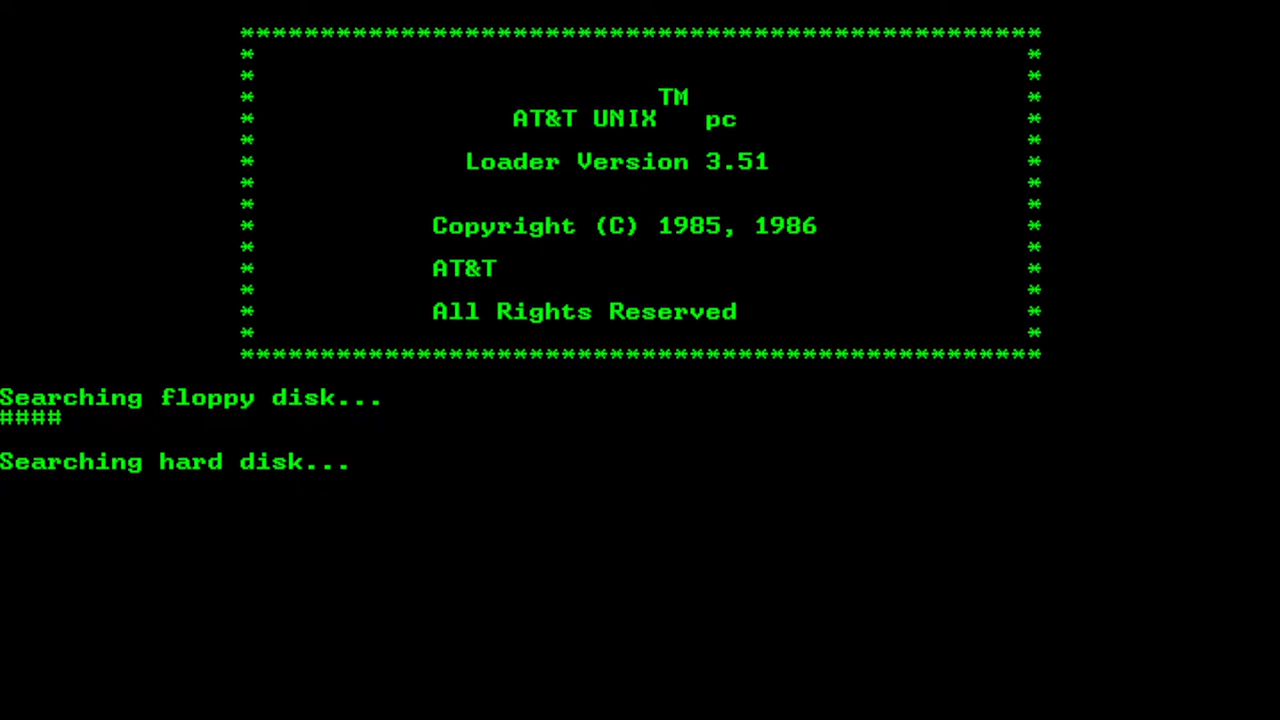 **************************************************
* *
* *
* TM *
* AT&T UNIX pc *
* *
* Loader Version 3.51 *
* *
* *
* Copyright (C) 1985, 1986 *
* *
* AT&T *
* *
* All Rights Reserved *
* *
**************************************************
Searching floppy disk...
####
Searching hard disk...